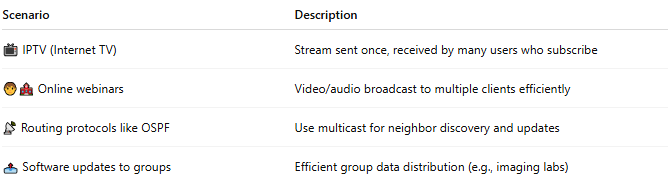 Scenario Description
📺 IPTV (Internet TV) Stream sent once, received by many users who subscribe
🧑‍🏫 Online webinars Video/audio broadcast to multiple clients efficiently
📡 Routing protocols like OSPF Use multicast for neighbor discovery and updates
📤 Software updates to groups Efficient group data distribution (e.g., imaging labs)